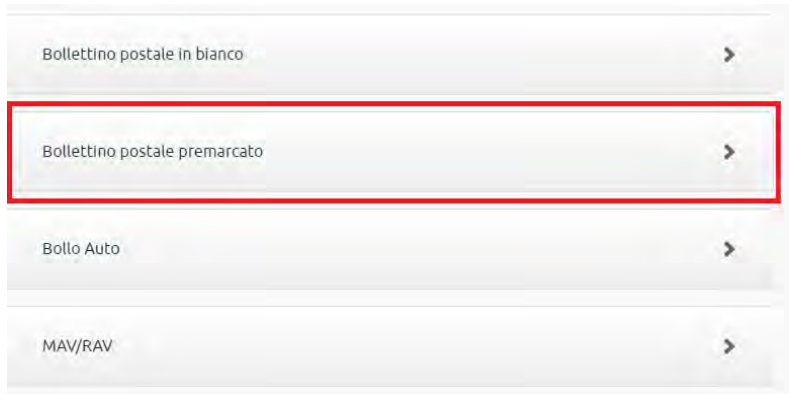 Bollettino postale in bianco
Bollettino postale premarcato
Bollo Auto
MAV/RAV